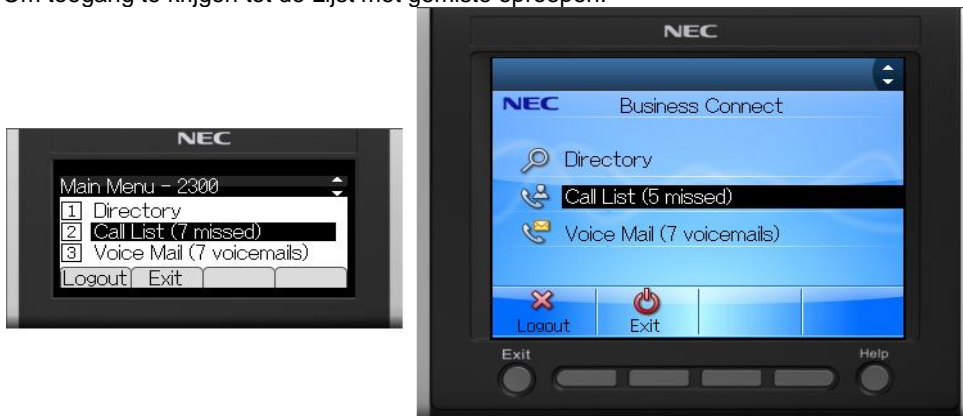 Om toegang te krijgen tot de Lijst met gemiste oproepen:
NEC
Main Menu - 2300
1 Directory
2 Call List (7 missed)
3 Voice Mail (7 voicemails)
Logout Exit
NEC
NEC Business Connect
Directory
Call List (5 missed)
Voice Mail (7 voicemails)
Logout Exit
Exit Help